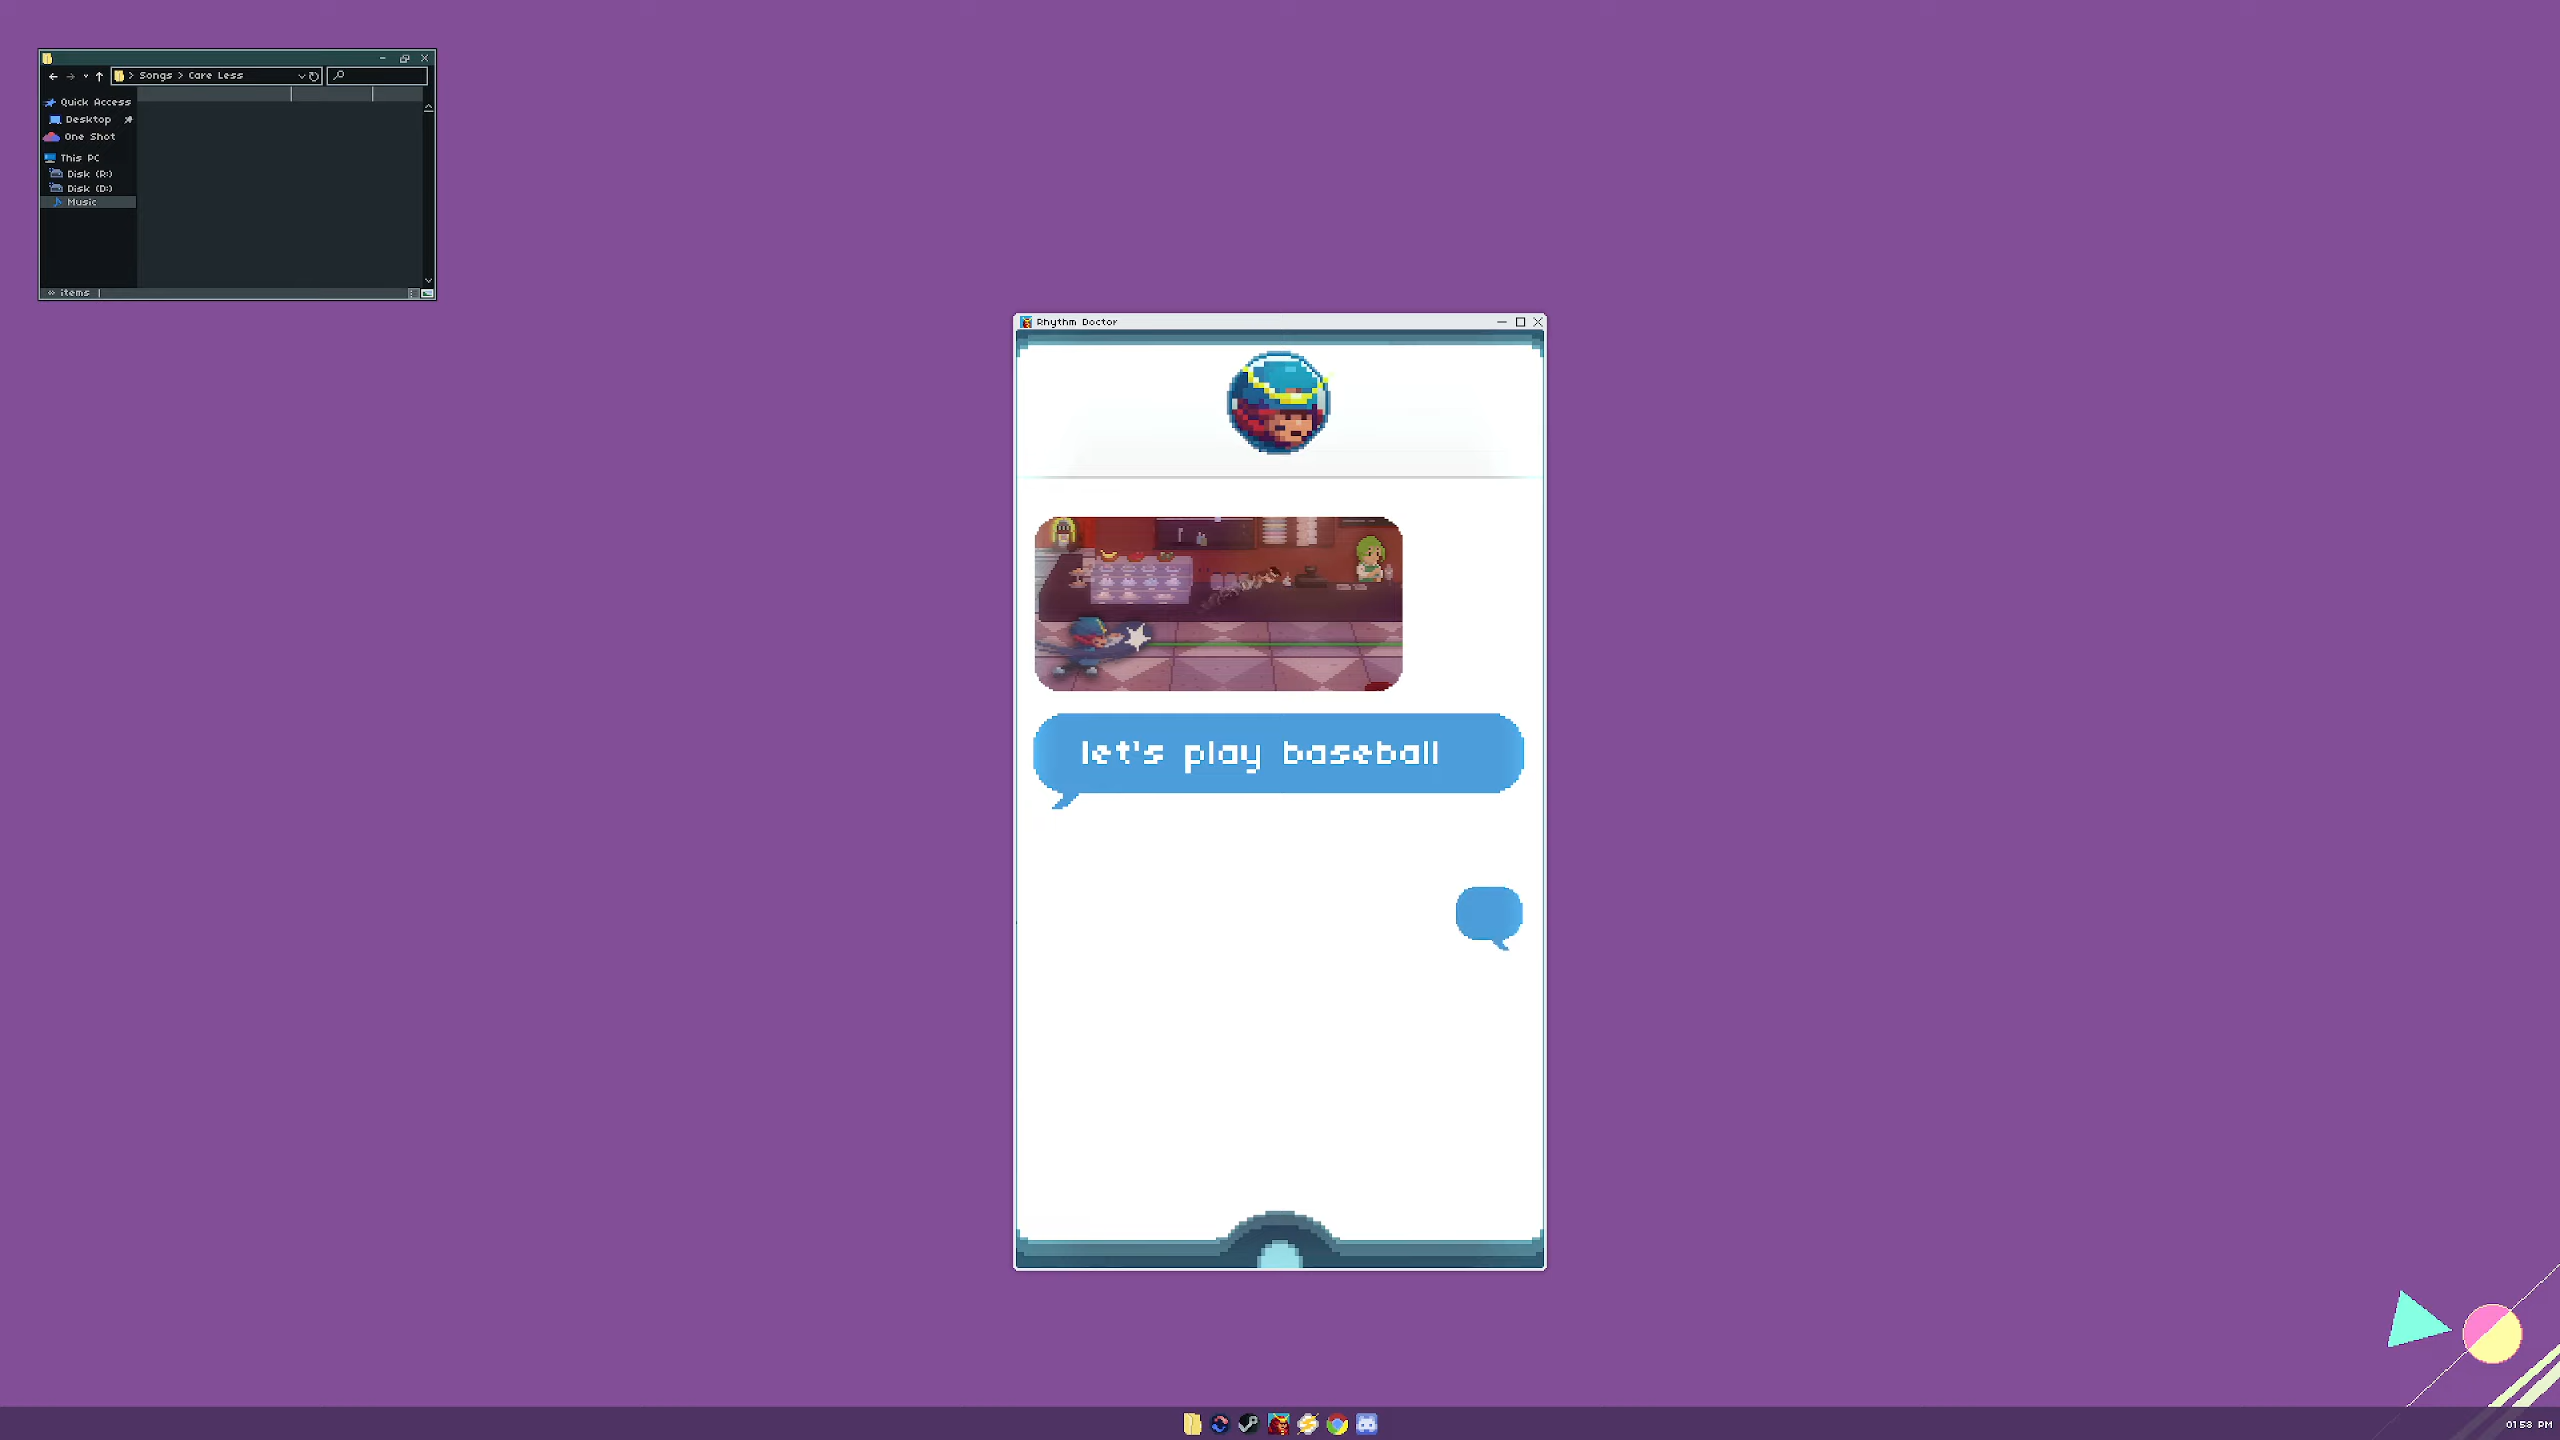 Songs > Care Less
Quick Access
Desktop
One Shot
This PC
Disk (R:)
Disk (D:)
Music
∞ items
Rhythm Doctor
let's play baseball
01:53 PM